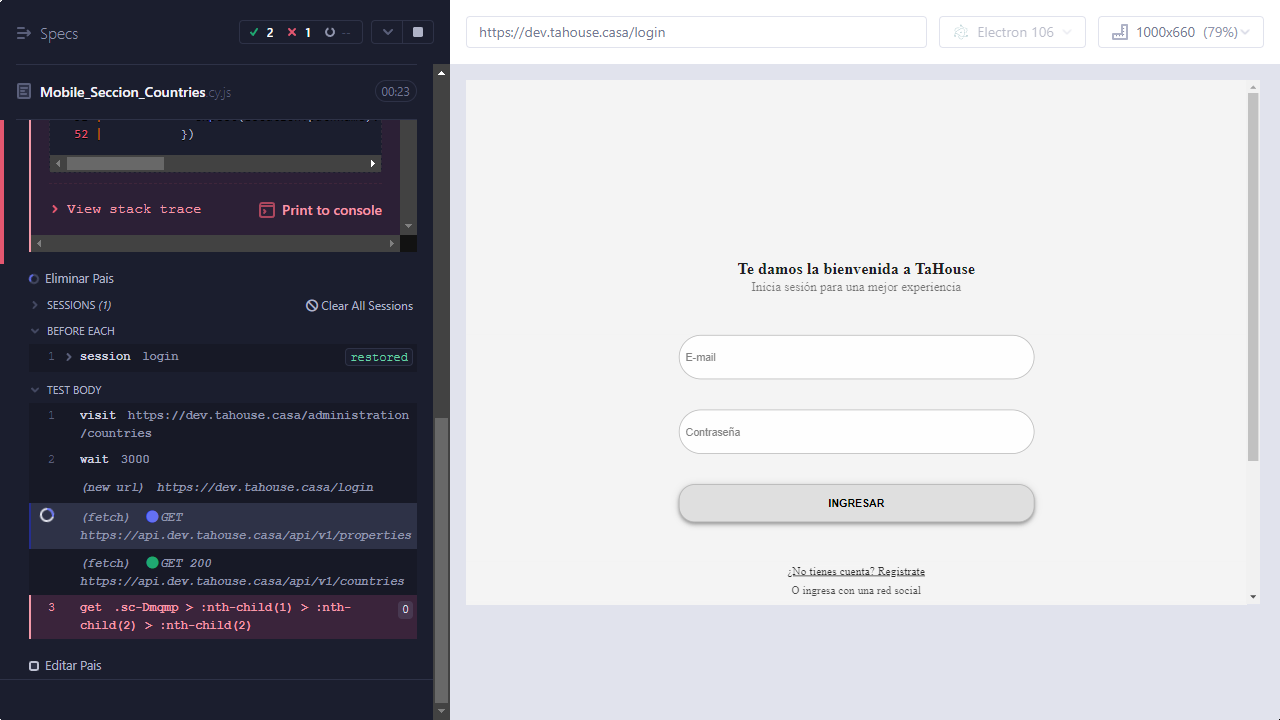 Specs
2
1
--
Mobile_Seccion_Countries.cy.js
00:23
52 |            })
View stack trace
Print to console
Eliminar Pais
SESSIONS (1)
Clear All Sessions
BEFORE EACH
1 session login
restored
TEST BODY
1 visit https://dev.tahouse.casa/administration
/countries
2 wait 3000
(new url) https://dev.tahouse.casa/login
(fetch) GET
https://api.dev.tahouse.casa/api/v1/properties
(fetch) GET 200
https://api.dev.tahouse.casa/api/v1/countries
3 get .sc-Dmqmp > :nth-child(1) > :nth-
child(2) > :nth-child(2)
0
Editar Pais
https://dev.tahouse.casa/login
Electron 106
1000x660 (79%)
Te damos la bienvenida a TaHouse
Inicia sesión para una mejor experiencia
E-mail
Contraseña
INGRESAR
¿No tienes cuenta? Registrate
O ingresa con una red social